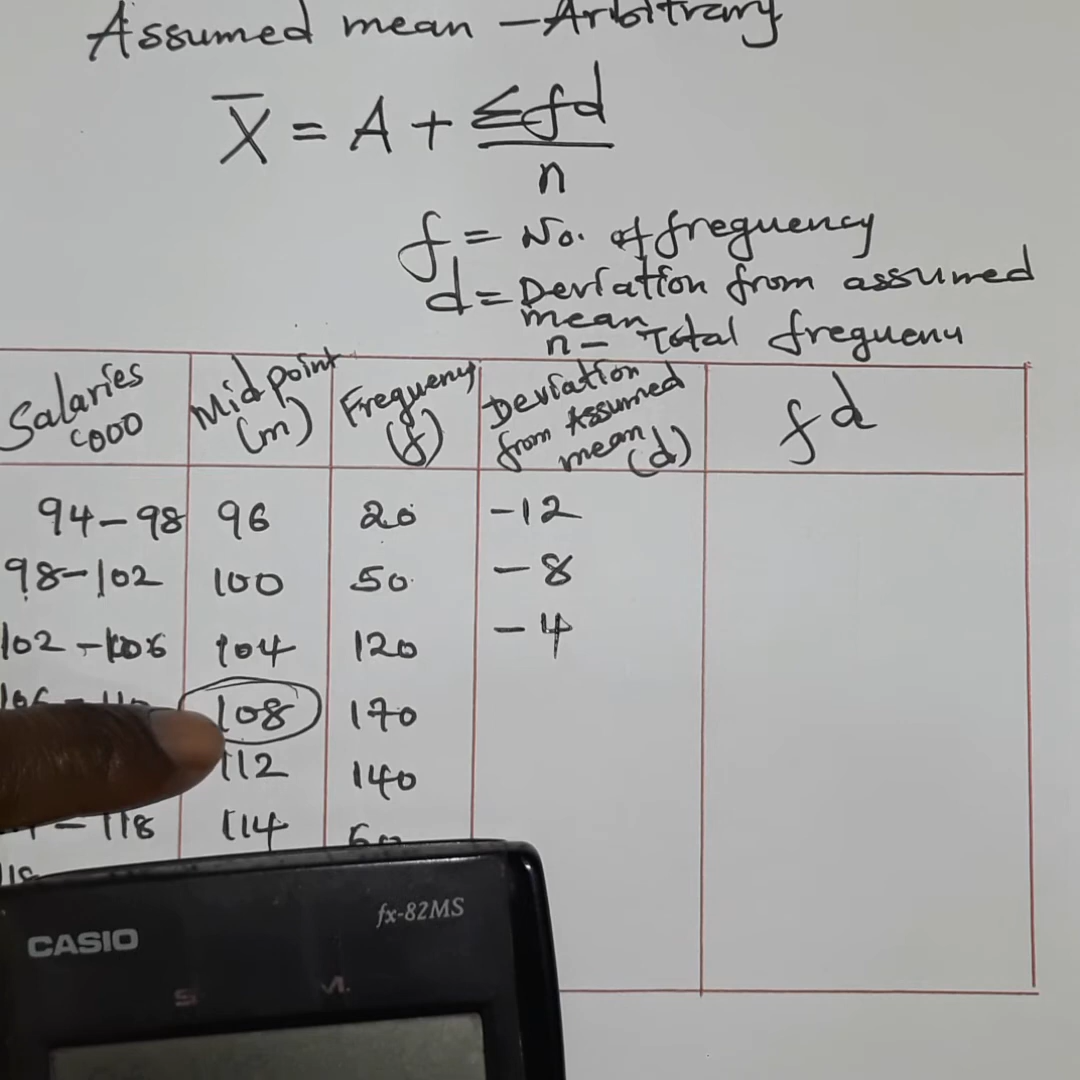 Assumed mean - Arbitrary
X̄ = A + Σfd
n
f = No. of frequency
d = Deviation from assumed
mean
n - Total frequenu
Salaries
(000
Mid point
(m)
Frequeny
(f)
Deviation
from Assumed
mean
(d)
fd
94-98 96 20 -12
98-102 100 50 -8
102-106 104 120 -4
108 170
112 140
118 114
CASIO
fx-82MS